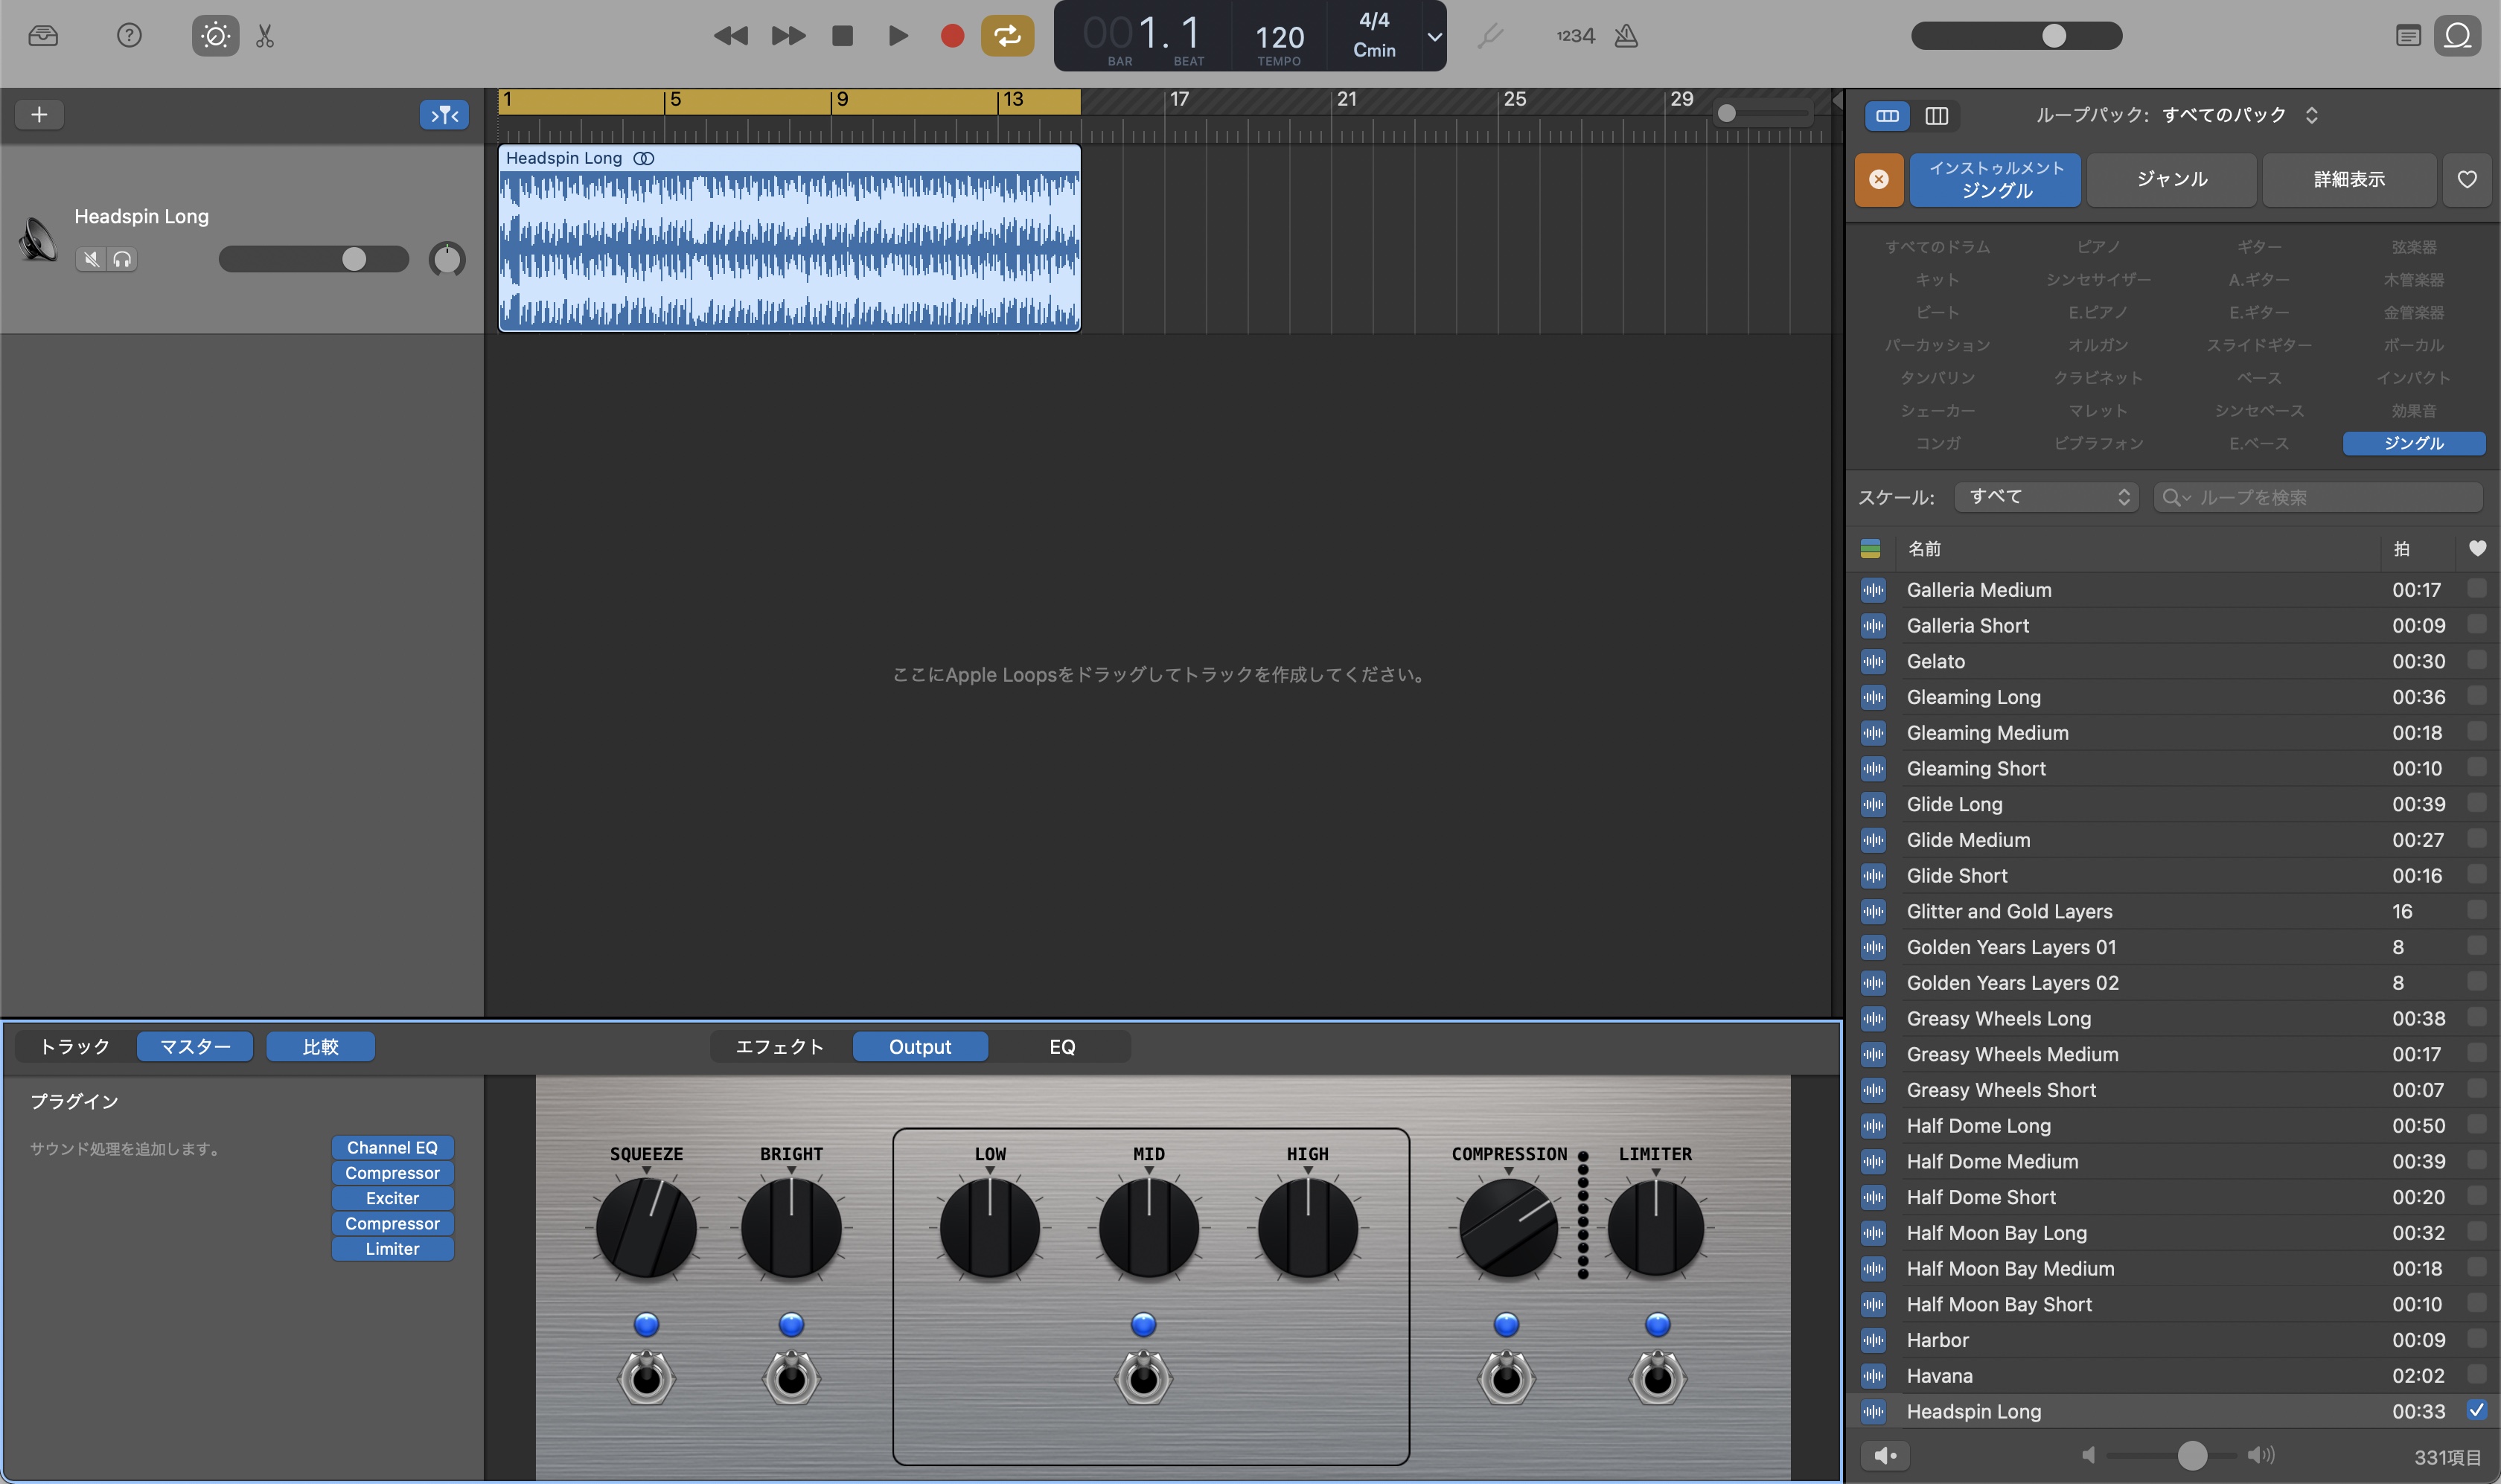 001. 1
BAR
BEAT
120
TEMPO
4/4
Cmin
1234
1
5
9
13
17
21
25
29
Headspin Long
Headspin Long
ここにApple Loopsをドラッグしてトラックを作成してください。
ループパック: すべてのパック
インストゥルメント
ジングル
ジャンル
詳細表示
すべてのドラム ピアノ ギター 弦楽器
キット シンセサイザー A.ギター 木管楽器
ビート E.ピアノ E.ギター 金管楽器
パーカッション オルガン スライドギター ボーカル
タンバリン クラビネット ベース インパクト
シェーカー マレット シンセベース 効果音
コンガ ビブラフォン E.ベース ジングル
スケール: すべて ループを検索
名前 拍
Galleria Medium 00:17
Galleria Short 00:09
Gelato 00:30
Gleaming Long 00:36
Gleaming Medium 00:18
Gleaming Short 00:10
Glide Long 00:39
Glide Medium 00:27
Glide Short 00:16
Glitter and Gold Layers 16
Golden Years Layers 01 8
Golden Years Layers 02 8
Greasy Wheels Long 00:38
Greasy Wheels Medium 00:17
Greasy Wheels Short 00:07
Half Dome Long 00:50
Half Dome Medium 00:39
Half Dome Short 00:20
Half Moon Bay Long 00:32
Half Moon Bay Medium 00:18
Half Moon Bay Short 00:10
Harbor 00:09
Havana 02:02
Headspin Long 00:33
331項目
トラック マスター 比較
エフェクト Output EQ
プラグイン
サウンド処理を追加します。
Channel EQ
Compressor
Exciter
Compressor
Limiter
SQUEEZE BRIGHT LOW MID HIGH COMPRESSION LIMITER